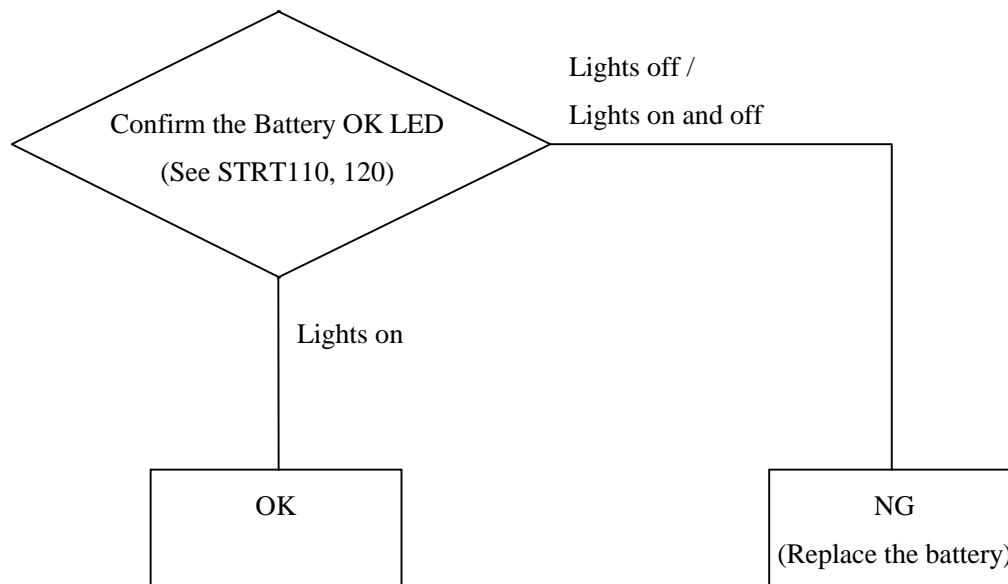 Confirm the Battery OK LED
(See STRT110, 120)
Lights off /
Lights on and off
Lights on
OK
NG
(Replace the battery)